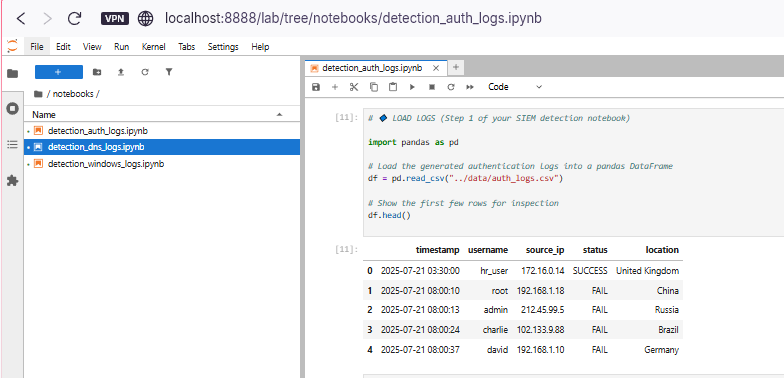 VPN localhost:8888/lab/tree/notebooks/detection_auth_logs.ipynb
File Edit View Run Kernel Tabs Settings Help
/ notebooks /
Name
detection_auth_logs.ipynb
detection_dns_logs.ipynb
detection_windows_logs.ipynb
detection_auth_logs.ipynb
Code
[11]:
# LOAD LOGS (Step 1 of your SIEM detection notebook)
import pandas as pd
# Load the generated authentication logs into a pandas DataFrame
df = pd.read_csv("../data/auth_logs.csv")
# Show the first few rows for inspection
df.head()
[11]:
timestamp username source_ip status location
0 2025-07-21 03:30:00 hr_user 172.16.0.14 SUCCESS United Kingdom
1 2025-07-21 08:00:10 root 192.168.1.18 FAIL China
2 2025-07-21 08:00:13 admin 212.45.99.5 FAIL Russia
3 2025-07-21 08:00:24 charlie 102.133.9.88 FAIL Brazil
4 2025-07-21 08:00:37 david 192.168.1.10 FAIL Germany